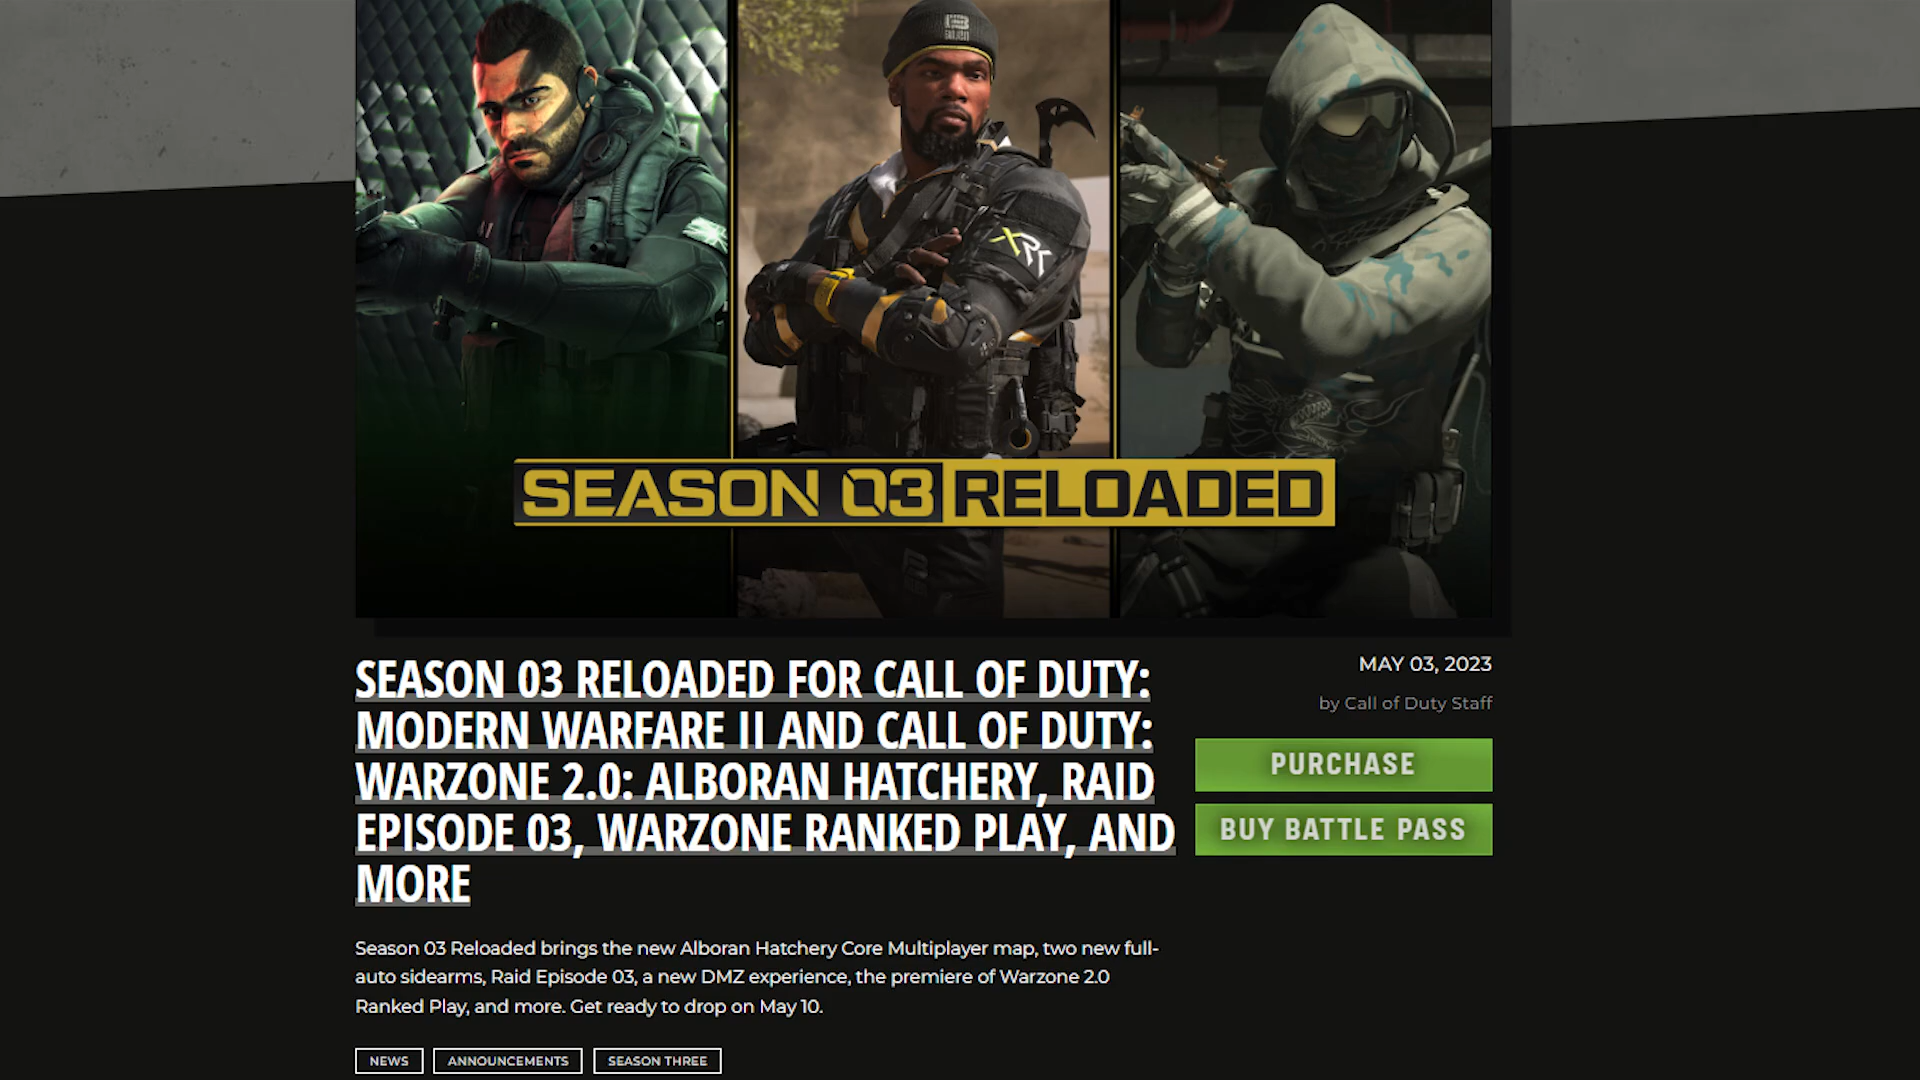 SEASON 03 RELOADED
SEASON 03 RELOADED FOR CALL OF DUTY:
MODERN WARFARE II AND CALL OF DUTY:
WARZONE 2.0: ALBORAN HATCHERY, RAID
EPISODE 03, WARZONE RANKED PLAY, AND
MORE
MAY 03, 2023
by Call of Duty Staff
PURCHASE
BUY BATTLE PASS
Season 03 Reloaded brings the new Alboran Hatchery Core Multiplayer map, two new full-
auto sidearms, Raid Episode 03, a new DMZ experience, the premiere of Warzone 2.0
Ranked Play, and more. Get ready to drop on May 10.
NEWS
ANNOUNCEMENTS
SEASON THREE